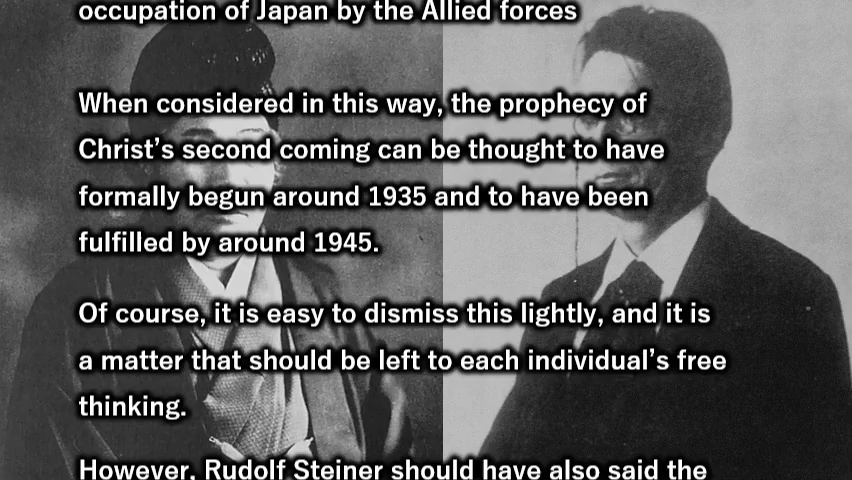 occupation of Japan by the Allied forces
When considered in this way, the prophecy of
Christ’s second coming can be thought to have
formally begun around 1935 and to have been
fulfilled by around 1945.
Of course, it is easy to dismiss this lightly, and it is
a matter that should be left to each individual’s free
thinking.
However, Rudolf Steiner should have also said the